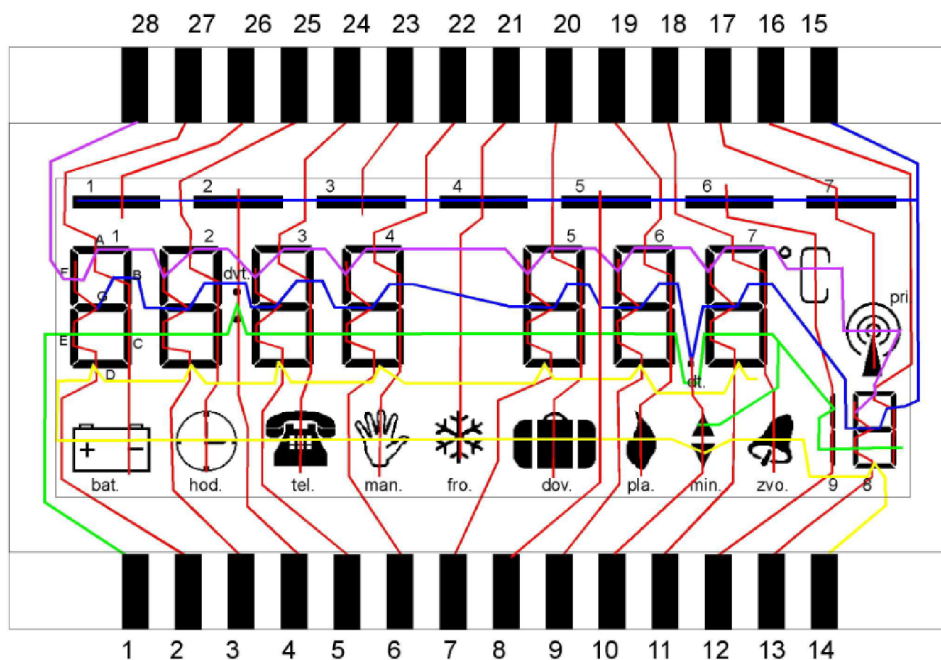 28 27 26 25 24 23 22 21 20 19 18 17 16 15
1 2 3 4 5 6 7
A 1 2 3 4 5 6 7 °
F B dvt.
G pri.
E C
D dt.
+ −
bat. hod. tel. man. fro. dov. pla. min. zvo. 9 8
1 2 3 4 5 6 7 8 9 10 11 12 13 14